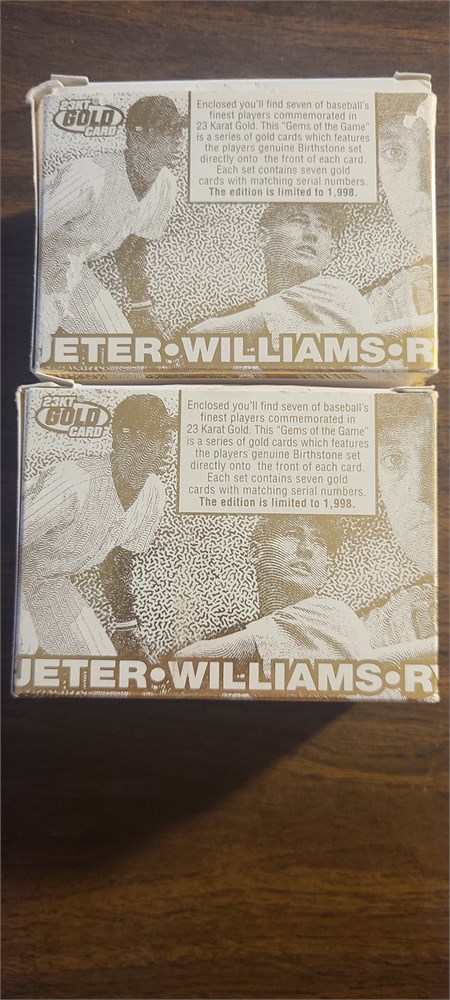 23KT
GOLD
CARD
Enclosed you'll find seven of baseball's
finest players commemorated in
23 Karat Gold. This "Gems of the Game"
is a series of gold cards which features
the players genuine Birthstone set
directly onto the front of each card.
Each set contains seven gold
cards with matching serial numbers.
The edition is limited to 1,998.
JETER•WILLIAMS•R
23KT
GOLD
CARD
Enclosed you'll find seven of baseball's
finest players commemorated in
23 Karat Gold. This "Gems of the Game"
is a series of gold cards which features
the players genuine Birthstone set
directly onto the front of each card.
Each set contains seven gold
cards with matching serial numbers.
The edition is limited to 1,998.
JETER•WILLIAMS•R